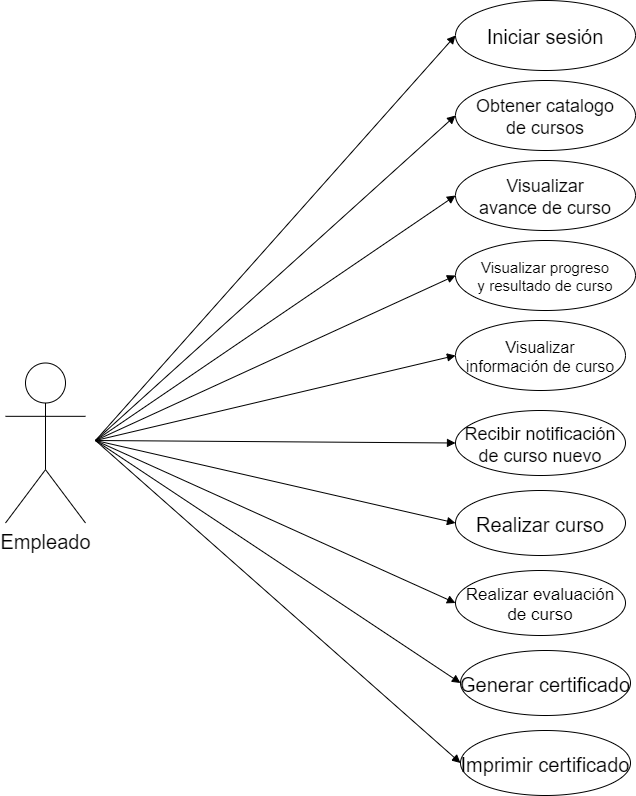 Iniciar sesión
Obtener catalogo
de cursos
Visualizar
avance de curso
Visualizar progreso
y resultado de curso
Visualizar
información de curso
Recibir notificación
de curso nuevo
Realizar curso
Empleado
Realizar evaluación
de curso
Generar certificado
Imprimir certificado